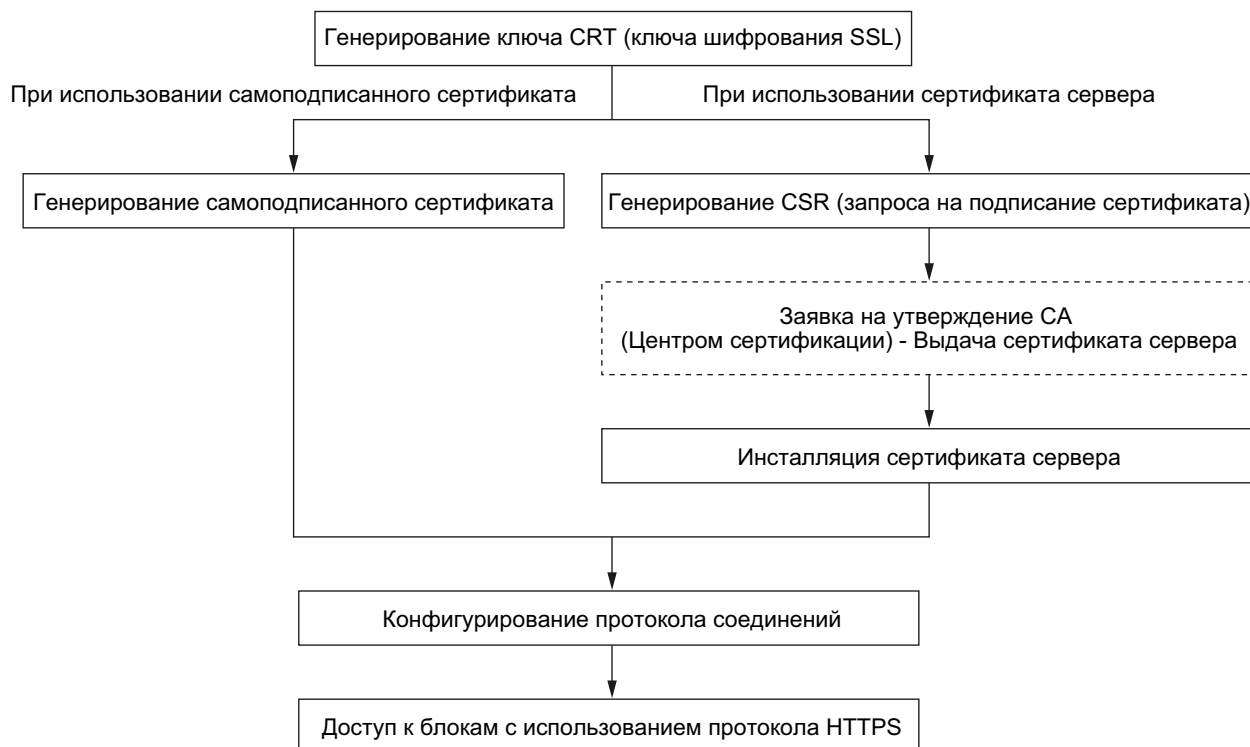 Генерирование ключа CRT (ключа шифрования SSL)
При использовании самоподписанного сертификата
При использовании сертификата сервера
Генерирование самоподписанного сертификата
Генерирование CSR (запроса на подписание сертификата)
Заявка на утверждение CA
(Центром сертификации) - Выдача сертификата сервера
Инсталляция сертификата сервера
Конфигурирование протокола соединений
Доступ к блокам с использованием протокола HTTPS